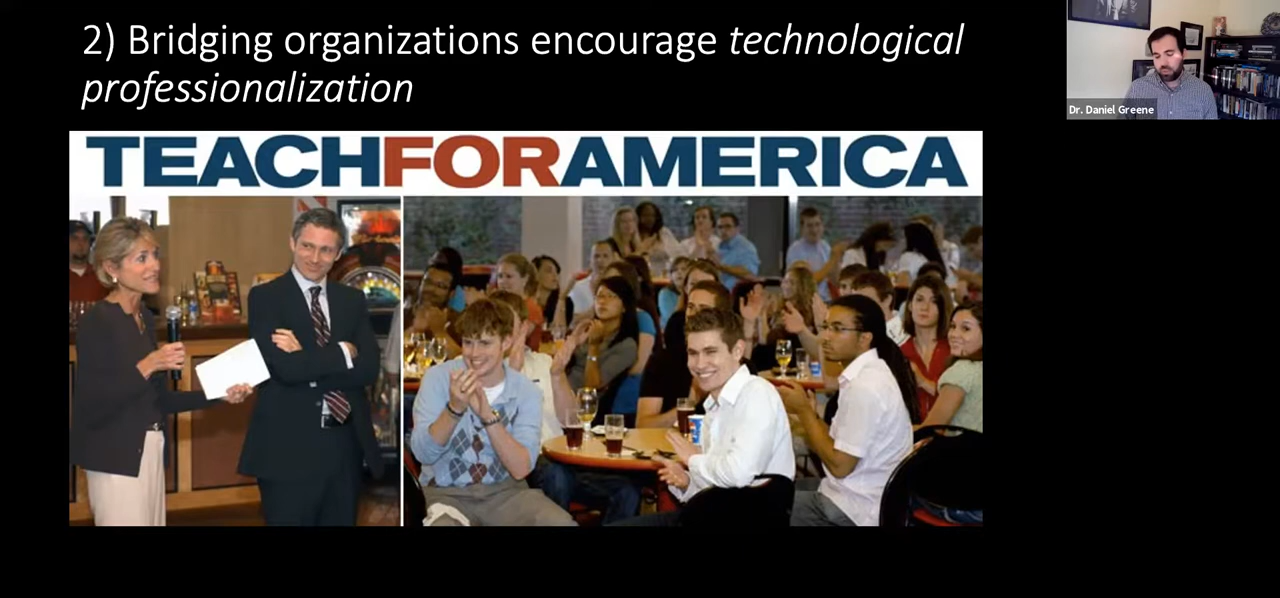 2) Bridging organizations encourage technological
professionalization
Dr. Daniel Greene
TEACHFORAMERICA